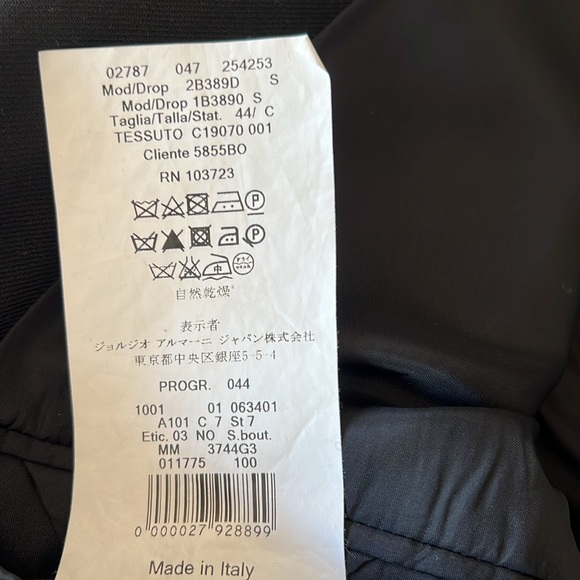 02787 047 254253
Mod/Drop 2B389D S
Mod/Drop 1B3890 S
Taglia/Talla/Stat. 44/ C
TESSUTO C19070 001
Cliente 5855BO
RN 103723
P
P
中 ドライ
自然乾燥
表示者
ジョルジオ アルマーニ ジャパン株式会社
東京都中央区銀座5-5-4
PROGR. 044
1001 01 063401
A101 C 7 St 7
Etic. 03 NO S.bout.
MM 3744G3
011775 100
0 000027 928899
Made in Italy